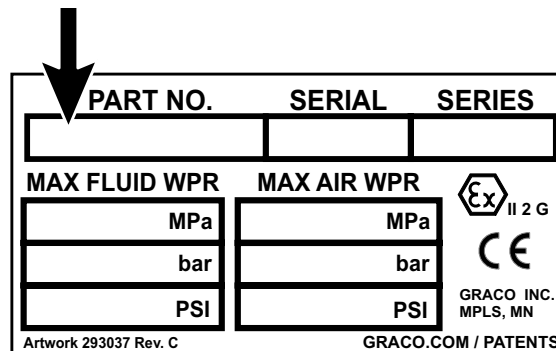 PART NO. SERIAL SERIES
MAX FLUID WPR MAX AIR WPR
MPa MPa
bar bar
PSI PSI
Ex II 2 G
CE
GRACO INC.
MPLS, MN
Artwork 293037 Rev. C GRACO.COM / PATENTS